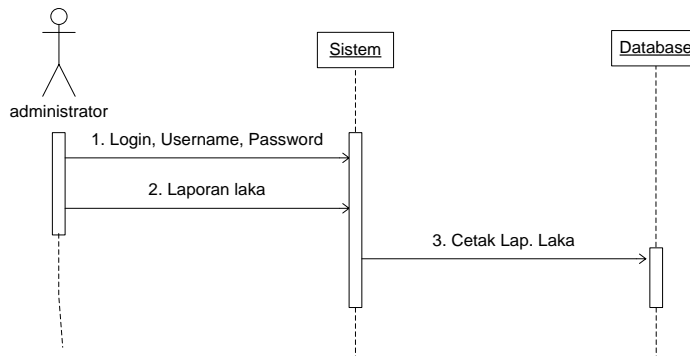 Sistem
Database
administrator
1. Login, Username, Password
2. Laporan laka
3. Cetak Lap. Laka